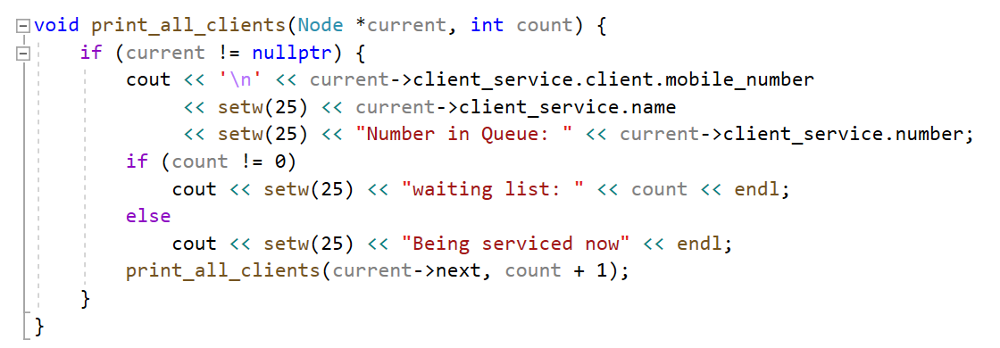 void print_all_clients(Node *current, int count) {
    if (current != nullptr) {
        cout << '\n' << current->client_service.client.mobile_number
             << setw(25) << current->client_service.name
             << setw(25) << "Number in Queue: " << current->client_service.number;
        if (count != 0)
            cout << setw(25) << "waiting list: " << count << endl;
        else
            cout << setw(25) << "Being serviced now" << endl;
        print_all_clients(current->next, count + 1);
    }
}